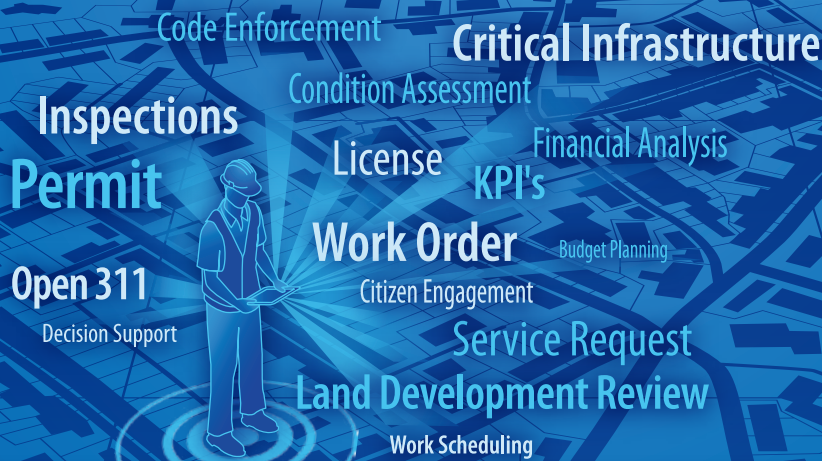 Code Enforcement
Critical Infrastructure
Condition Assessment
Inspections
Financial Analysis
License
Permit
KPI's
Work Order
Budget Planning
Open 311
Citizen Engagement
Decision Support
Service Request
Land Development Review
Work Scheduling